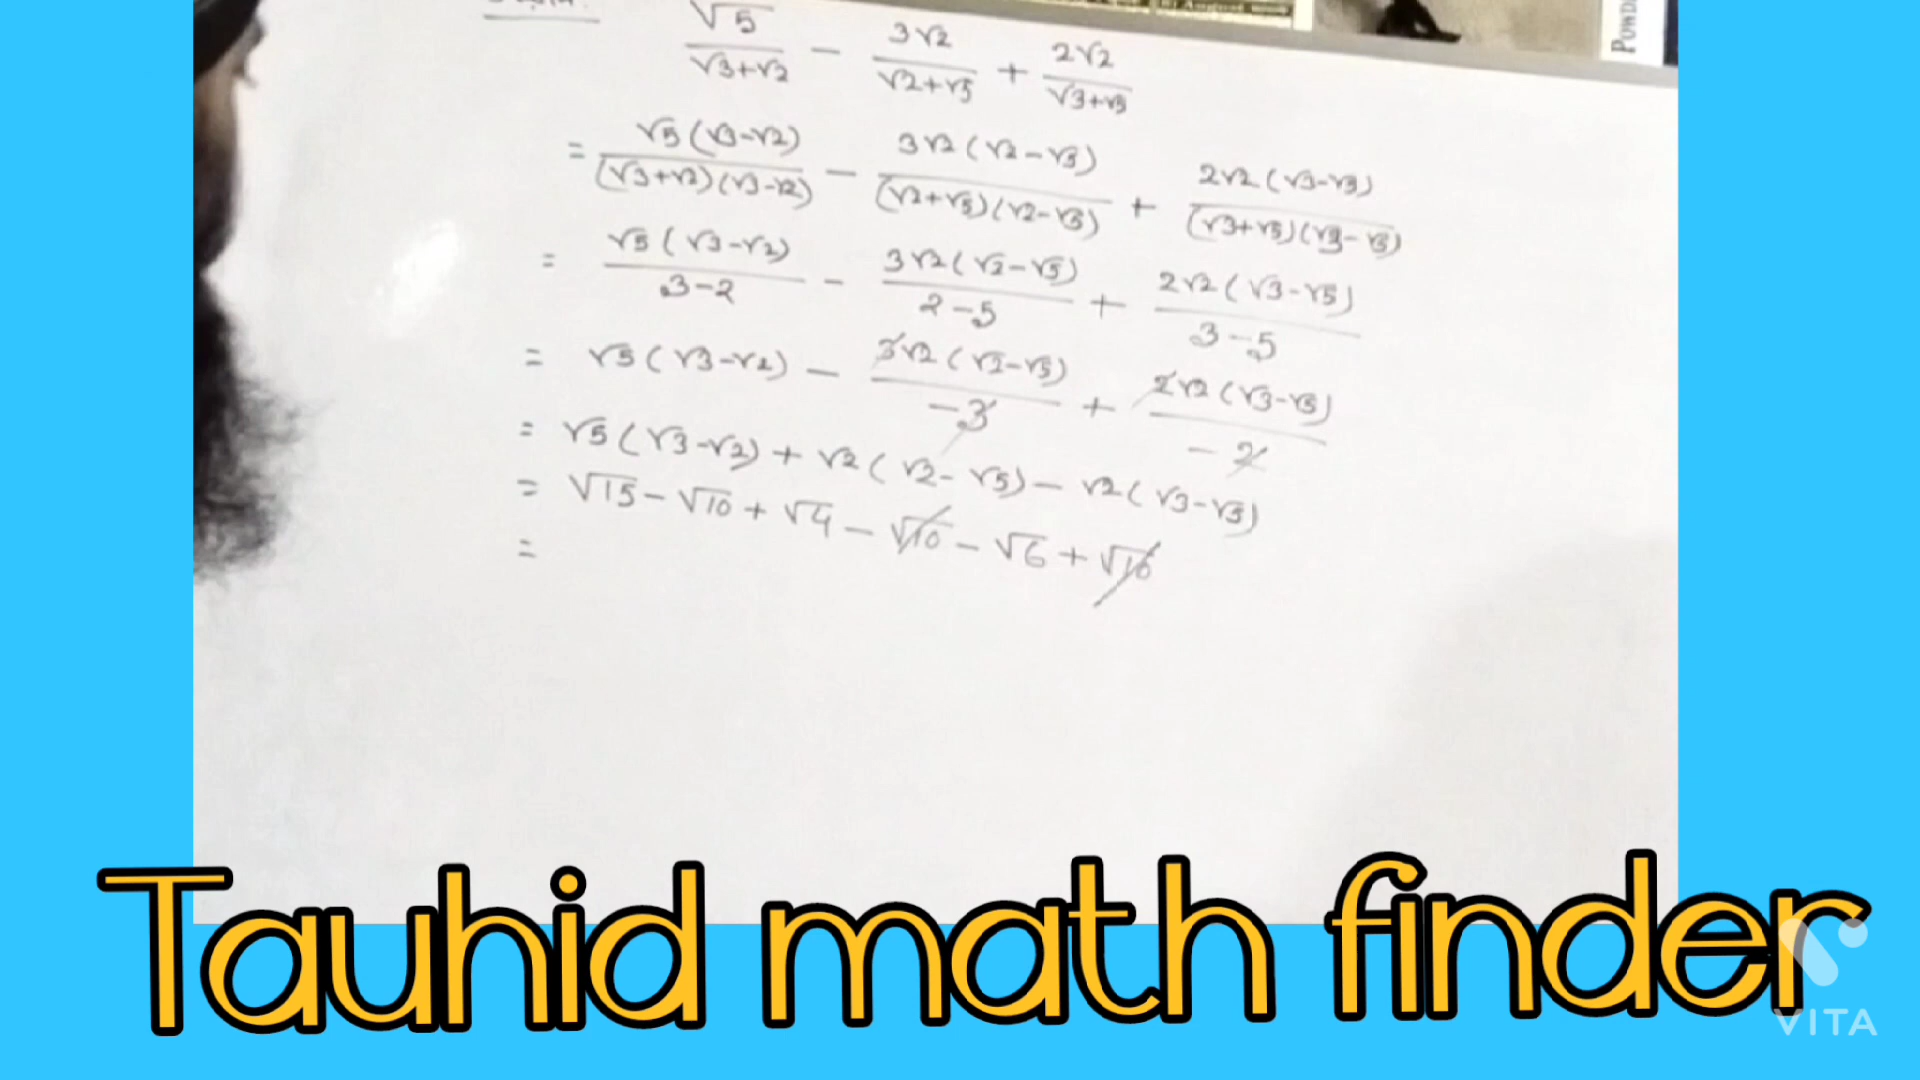 √5/(√3+√2) - 3√2/(√2+√5) + 2√2/(√3+√5)
= √5(√3-√2)/(√3+√2)(√3-√2) - 3√2(√2-√5)/(√2+√5)(√2-√5) + 2√2(√3-√5)/(√3+√5)(√3-√5)
= √5(√3-√2)/3-2 - 3√2(√2-√5)/2-5 + 2√2(√3-√5)/3-5
= √5(√3-√2) - 3√2(√2-√5)/-3 + 2√2(√3-√5)/-2
= √5(√3-√2) + √2(√2-√5) - √2(√3-√5)
= √15 - √10 + √4 - √10 - √6 + √10
=
Tauhid math finder
VITA